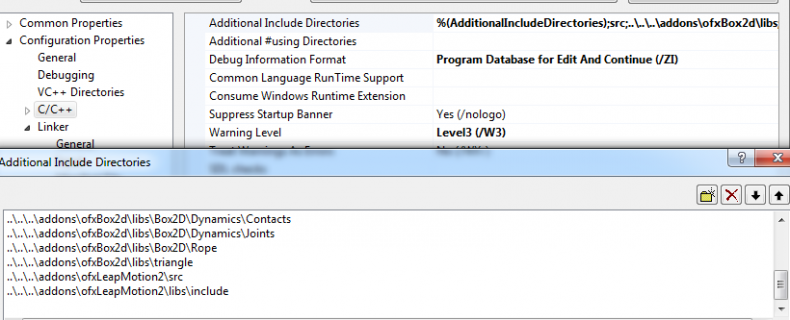 Common Properties
Configuration Properties
General
Debugging
VC++ Directories
C/C++
Linker
General
Additional Include Directories %(AdditionalIncludeDirectories);src;..\..\..\addons\ofxBox2d\libs
Additional #using Directories
Debug Information Format Program Database for Edit And Continue (/ZI)
Common Language RunTime Support
Consume Windows Runtime Extension
Suppress Startup Banner Yes (/nologo)
Warning Level Level3 (/W3)
Additional Include Directories
?
..\..\..\addons\ofxBox2d\libs\Box2D\Dynamics\Contacts
..\..\..\addons\ofxBox2d\libs\Box2D\Dynamics\Joints
..\..\..\addons\ofxBox2d\libs\Box2D\Rope
..\..\..\addons\ofxBox2d\libs\triangle
..\..\..\addons\ofxLeapMotion2\src
..\..\..\addons\ofxLeapMotion2\libs\include